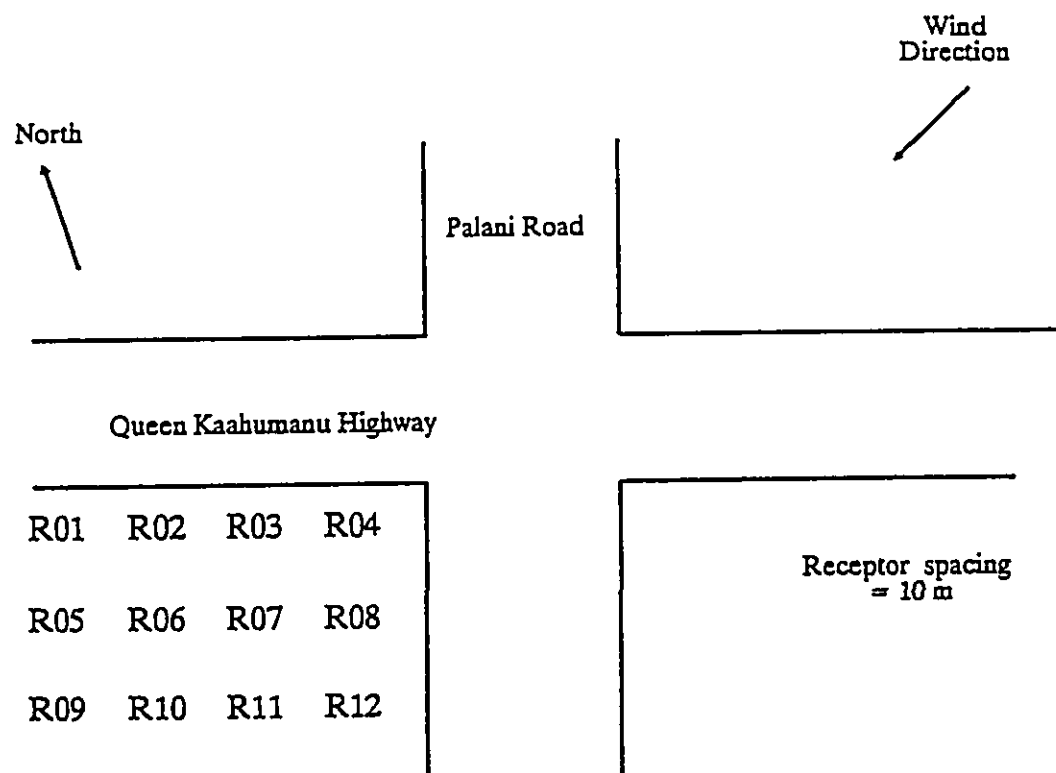 Wind
Direction
North
Palani Road
Queen Kaahumanu Highway
R01 R02 R03 R04
Receptor spacing
= 10 m
R05 R06 R07 R08
R09 R10 R11 R12